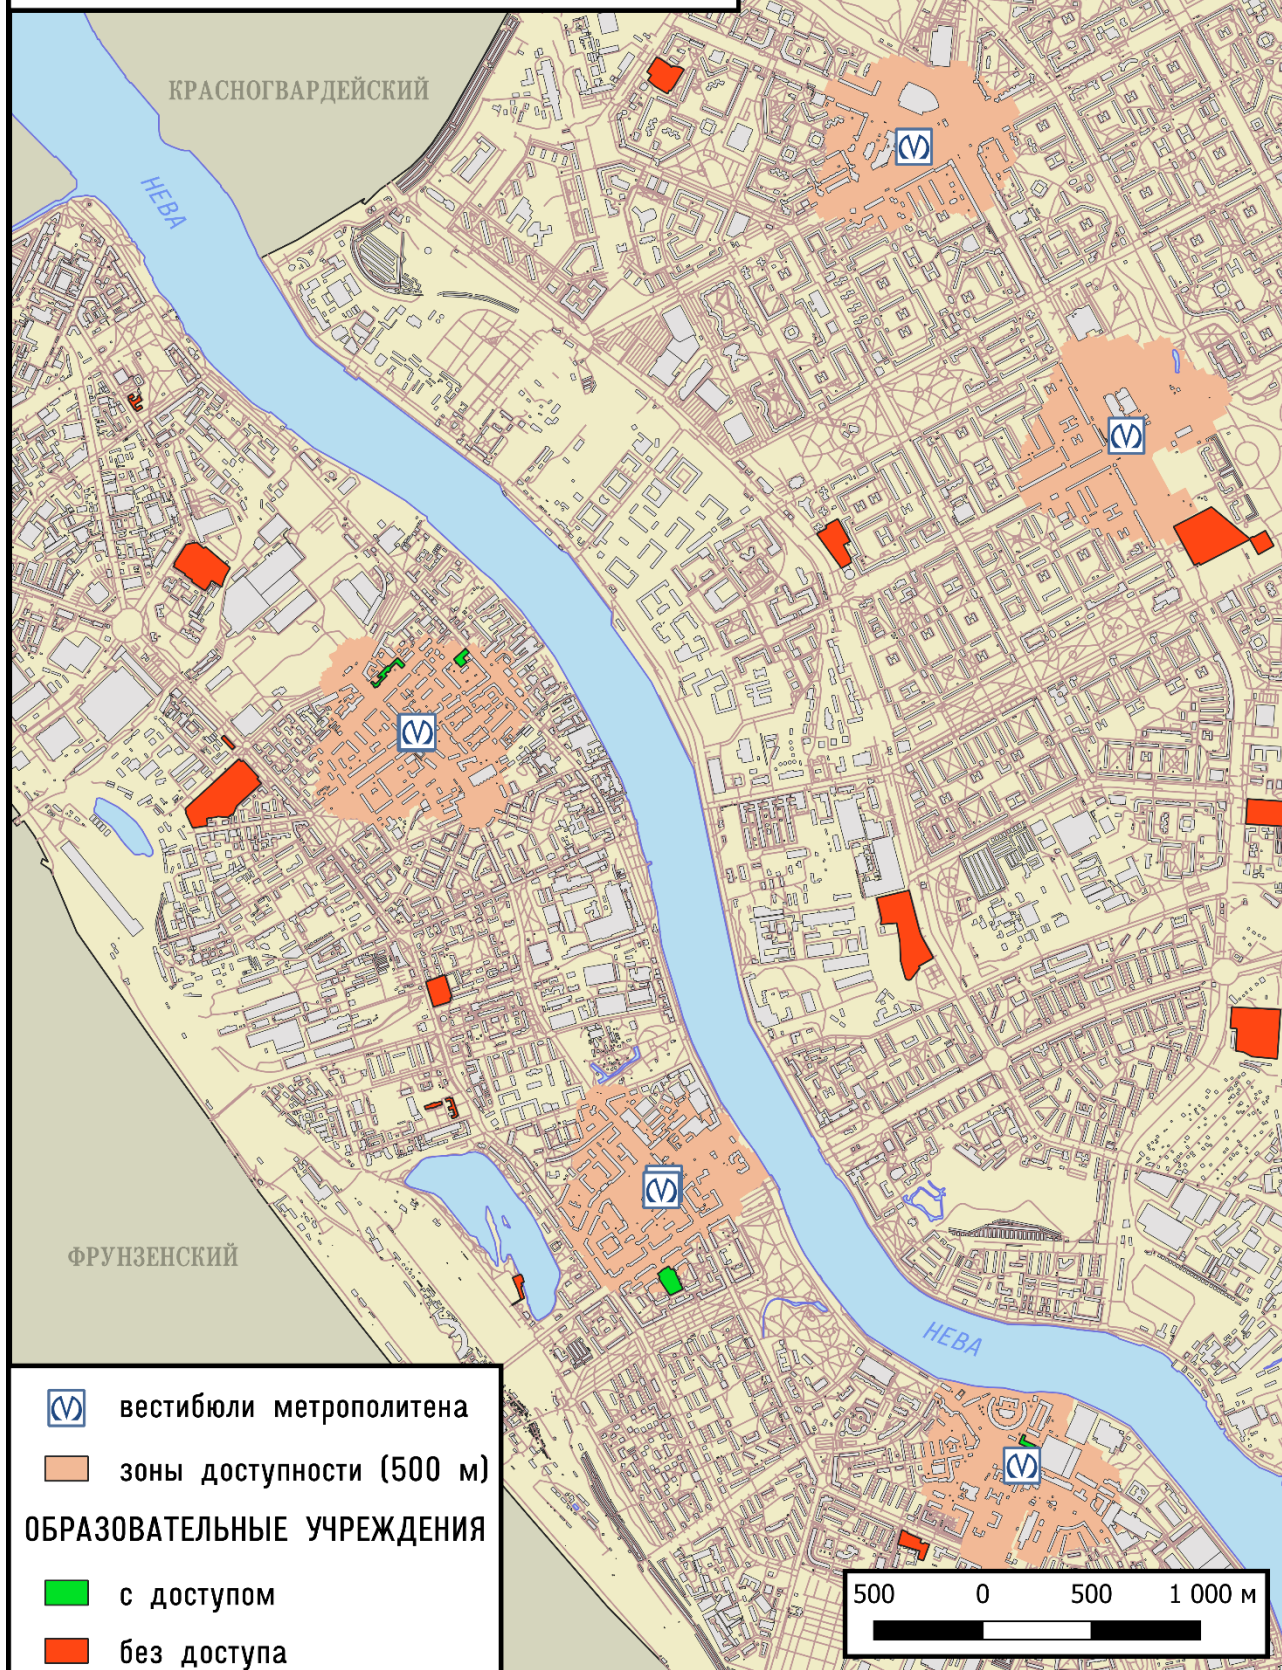 КРАСНОГВАРДЕЙСКИЙ
НЕВА
ФРУНЗЕНСКИЙ
НЕВА
вестибюли метрополитена
зоны доступности (500 м)
ОБРАЗОВАТЕЛЬНЫЕ УЧРЕЖДЕНИЯ
с доступом
без доступа
500 0 500 1 000 м